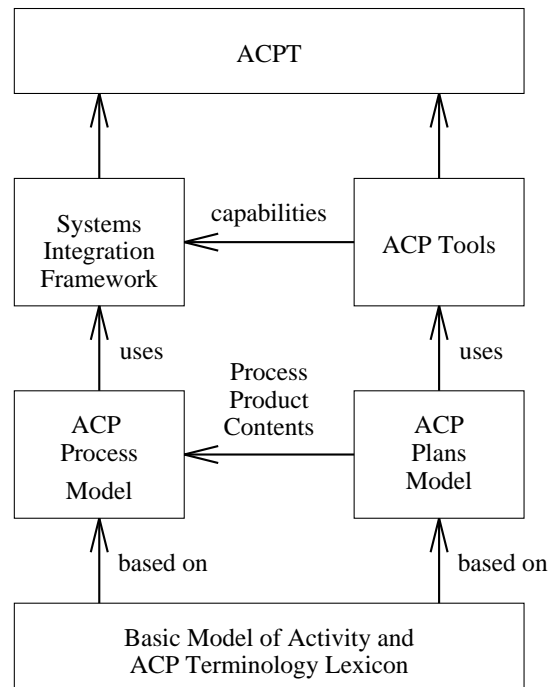 ACPT
Systems
Integration
Framework
capabilities
ACP Tools
uses
uses
ACP
Process
Model
Process
Product
Contents
ACP
Plans
Model
based on
based on
Basic Model of Activity and
ACP Terminology Lexicon